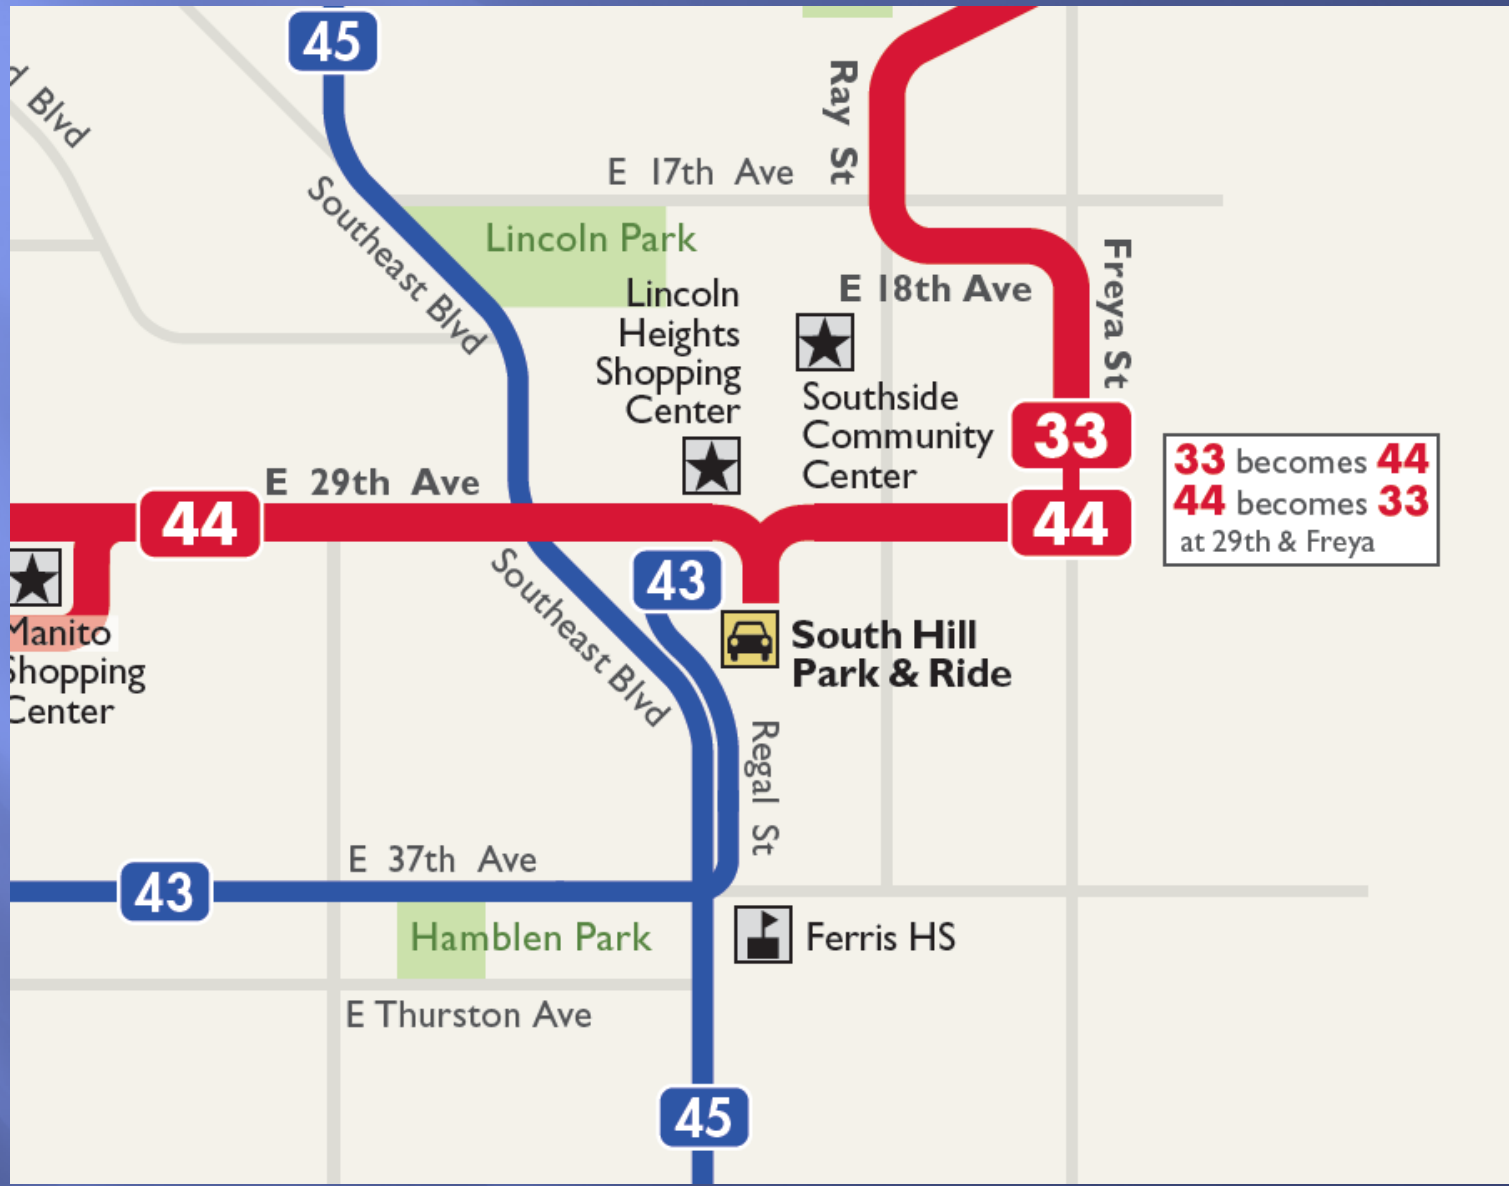 45
Blvd
Ray St
E 17th Ave
Southeast Blvd
Lincoln Park
Freya St
Lincoln
Heights
Shopping
Center
E 18th Ave
Southside
Community
Center
33
33 becomes 44
44 becomes 33
at 29th & Freya
E 29th Ave
44
44
Southeast Blvd
43
Manito
Shopping
Center
South Hill
Park & Ride
Regal St
E 37th Ave
43
Hamblen Park
Ferris HS
E Thurston Ave
45